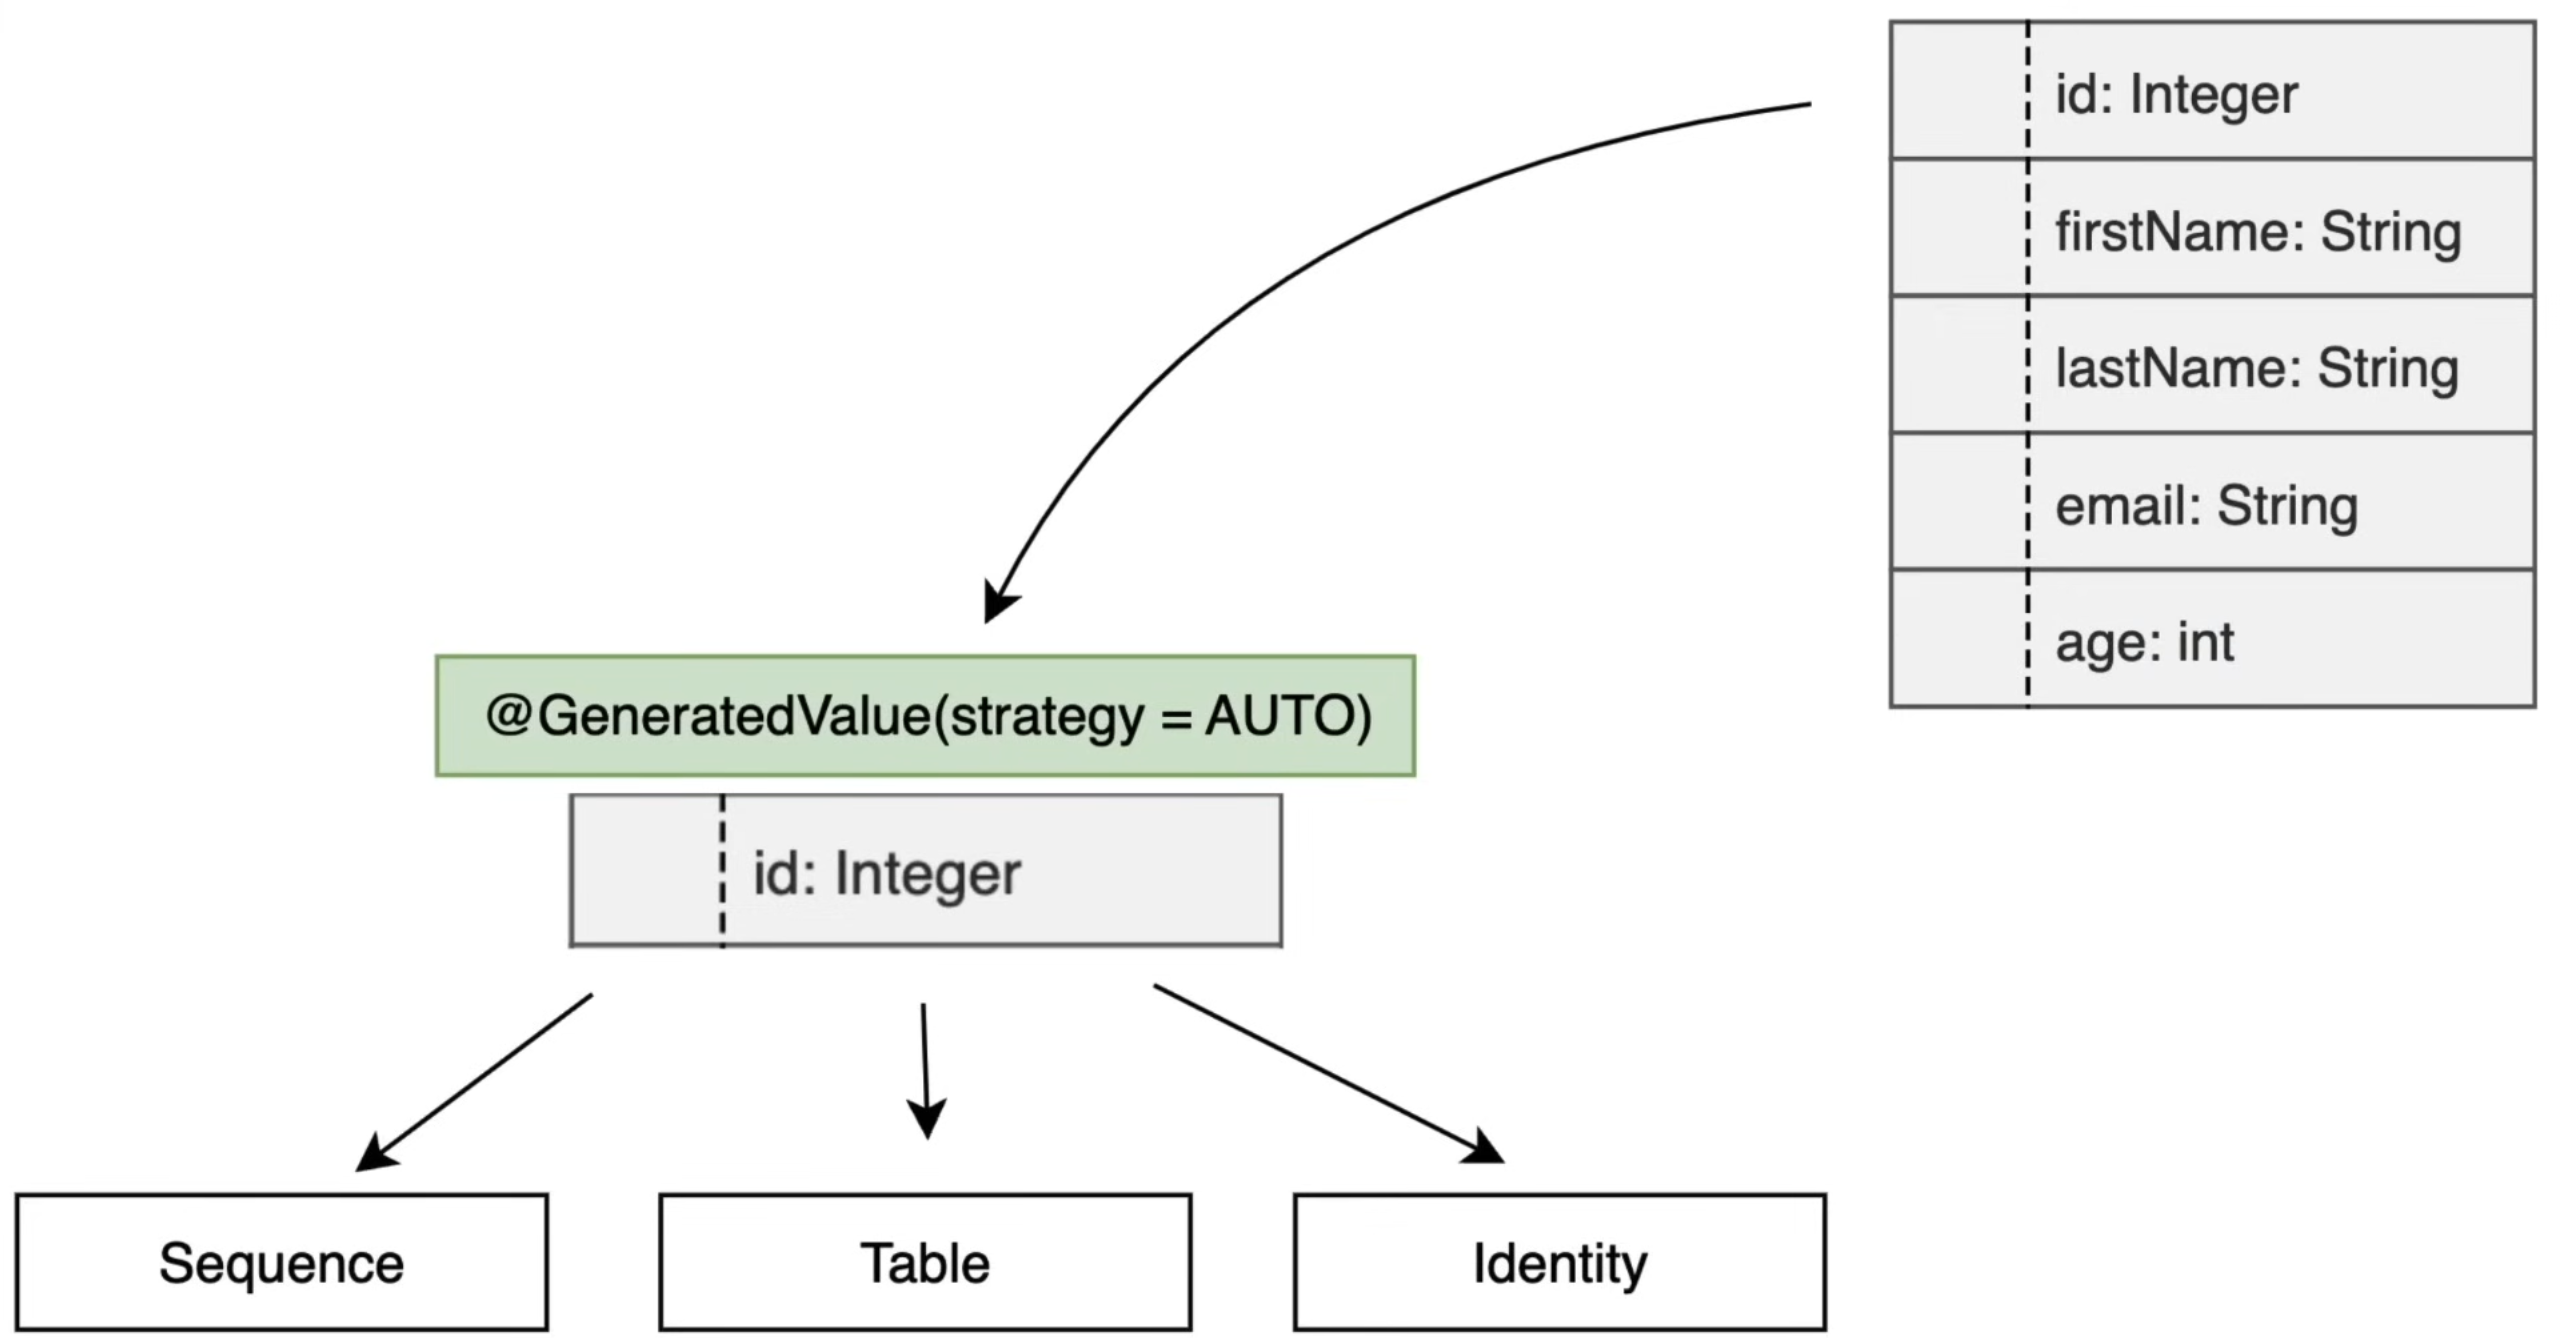 id: Integer
firstName: String
lastName: String
email: String
age: int
@GeneratedValue(strategy = AUTO)
id: Integer
Sequence
Table
Identity